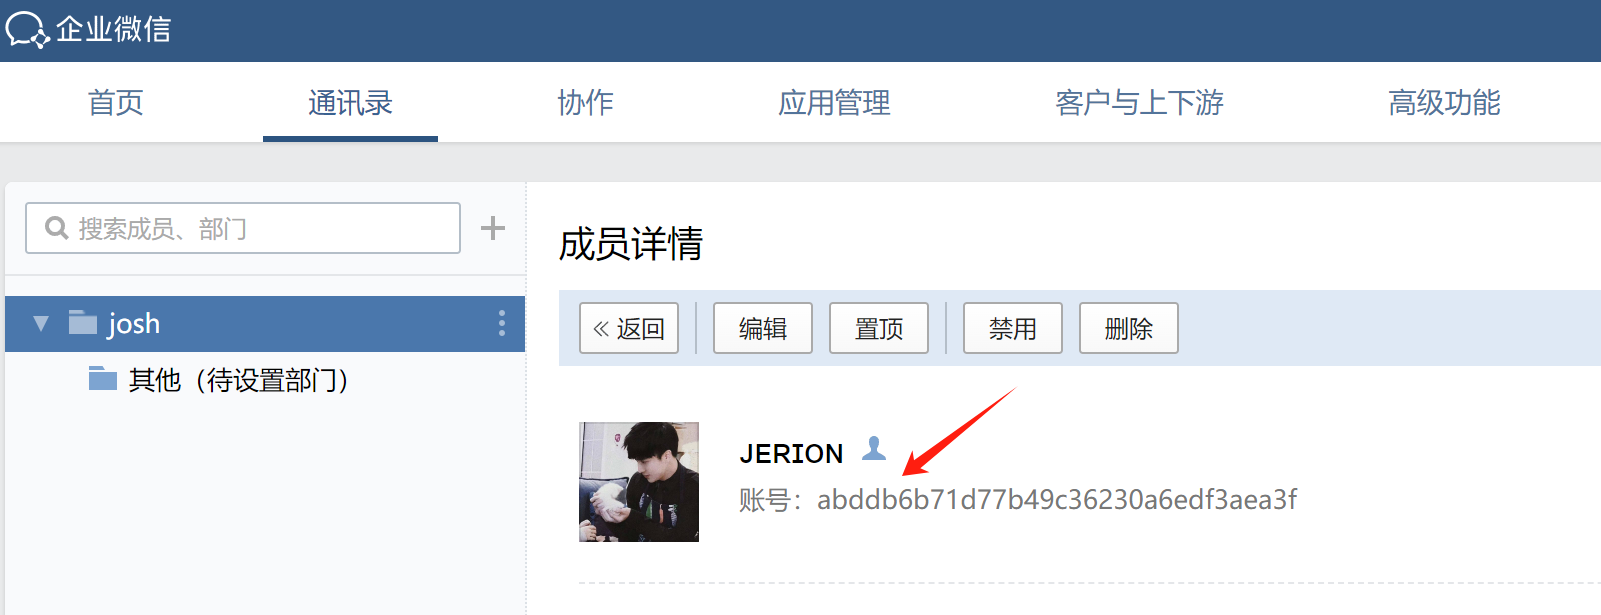 企业微信
首页 通讯录 协作 应用管理 客户与上下游 高级功能
搜索成员、部门
josh
其他（待设置部门）
成员详情
返回 编辑 置顶 禁用 删除
JERION
账号：abddb6b71d77b49c36230a6edf3aea3f